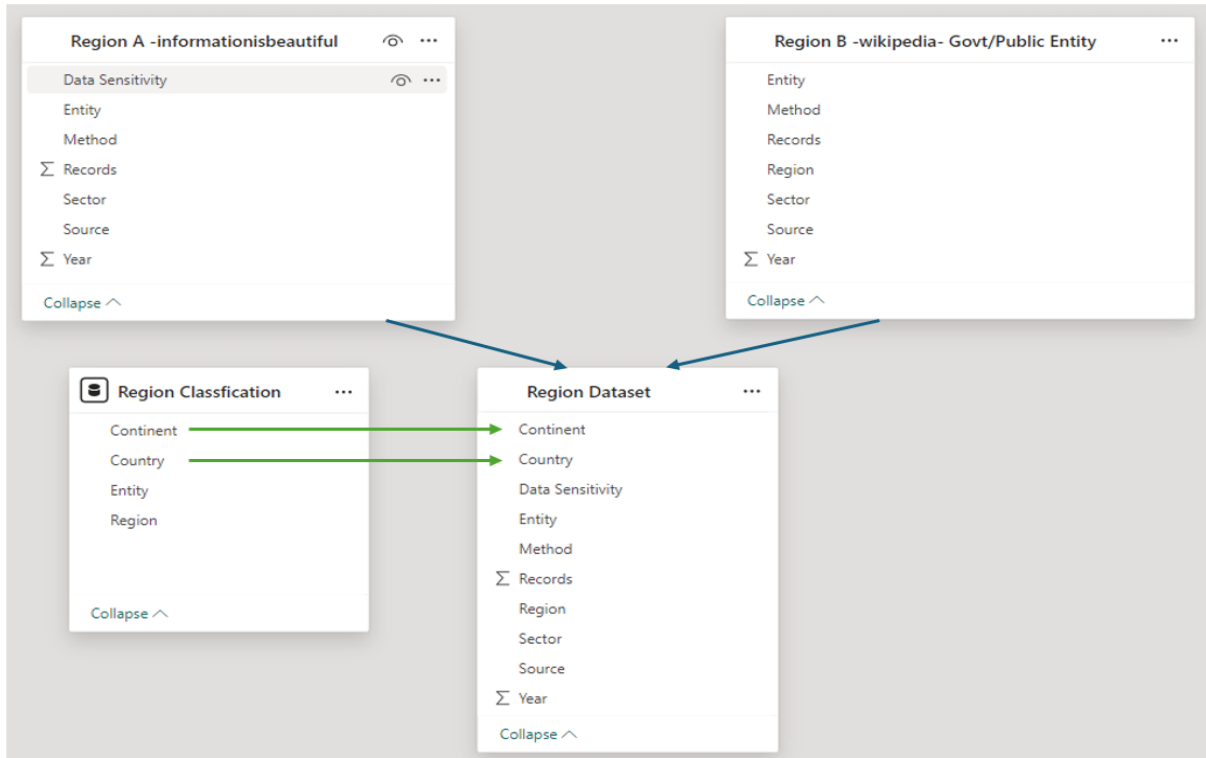 Region A -informationisbeautiful
Data Sensitivity
Entity
Method
Σ Records
Sector
Source
Σ Year
Collapse
Region B -wikipedia- Govt/Public Entity
Entity
Method
Records
Region
Sector
Source
Σ Year
Collapse
Region Classfication
Continent
Country
Entity
Region
Collapse
Region Dataset
Continent
Country
Data Sensitivity
Entity
Method
Σ Records
Region
Sector
Source
Σ Year
Collapse